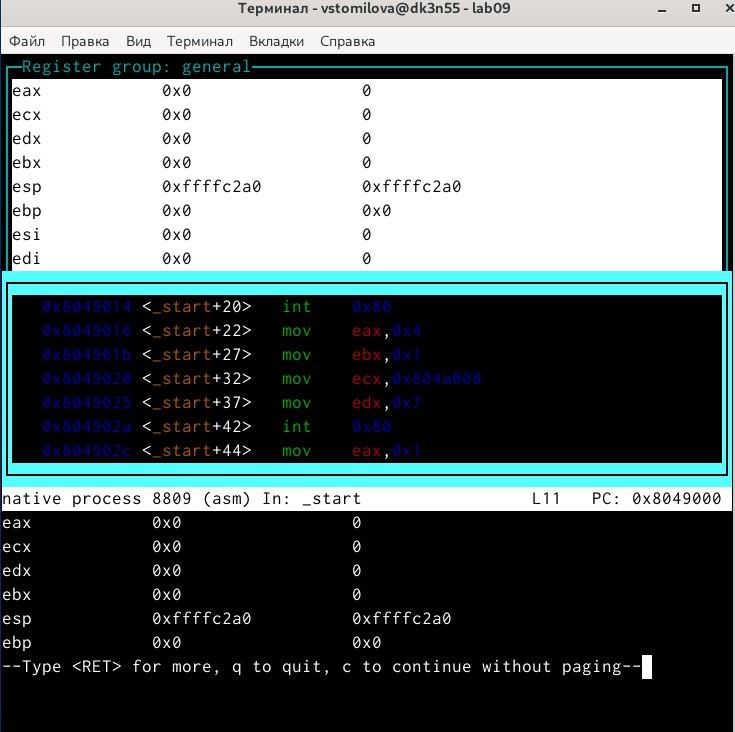 Терминал - vstomilova@dk3n55 - lab09
Файл Правка Вид Терминал Вкладки Справка
Register group: general
eax 0x0 0
ecx 0x0 0
edx 0x0 0
ebx 0x0 0
esp 0xffffc2a0 0xffffc2a0
ebp 0x0 0x0
esi 0x0 0
edi 0x0 0
0x8049014 <_start+20> int 0x80
0x8049016 <_start+22> mov eax,0x4
0x804901b <_start+27> mov ebx,0x1
0x8049020 <_start+32> mov ecx,0x804a008
0x8049025 <_start+37> mov edx,0x7
0x804902a <_start+42> int 0x80
0x804902c <_start+44> mov eax,0x1
native process 8809 (asm) In: _start L11 PC: 0x8049000
eax 0x0 0
ecx 0x0 0
edx 0x0 0
ebx 0x0 0
esp 0xffffc2a0 0xffffc2a0
ebp 0x0 0x0
--Type <RET> for more, q to quit, c to continue without paging--